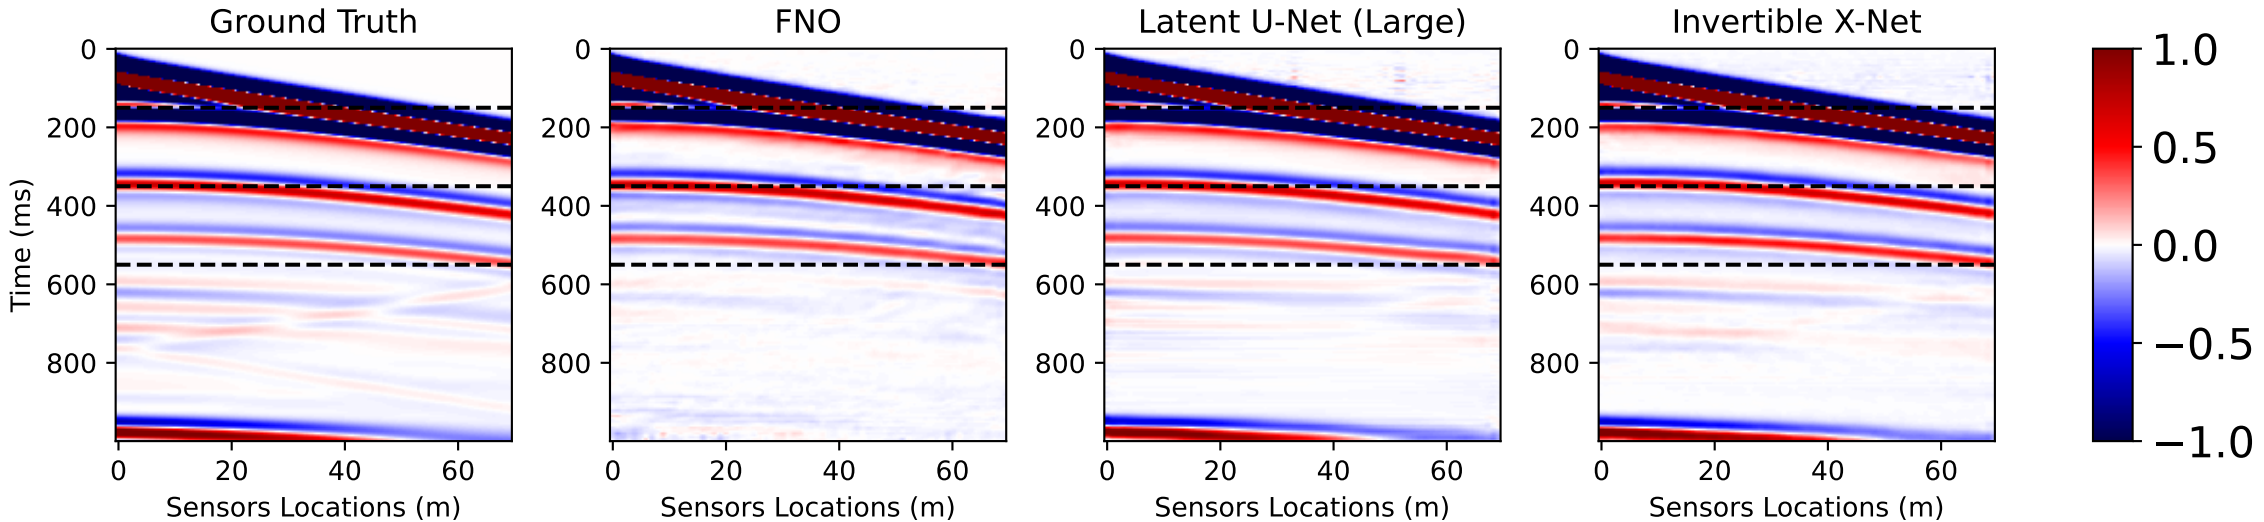 Ground Truth
FNO
Latent U-Net (Large)
Invertible X-Net
0
200
400
600
800
Time (ms)
0 20 40 60
Sensors Locations (m)
0
200
400
600
800
0 20 40 60
Sensors Locations (m)
0
200
400
600
800
0 20 40 60
Sensors Locations (m)
0
200
400
600
800
0 20 40 60
Sensors Locations (m)
1.0
0.5
0.0
−0.5
−1.0